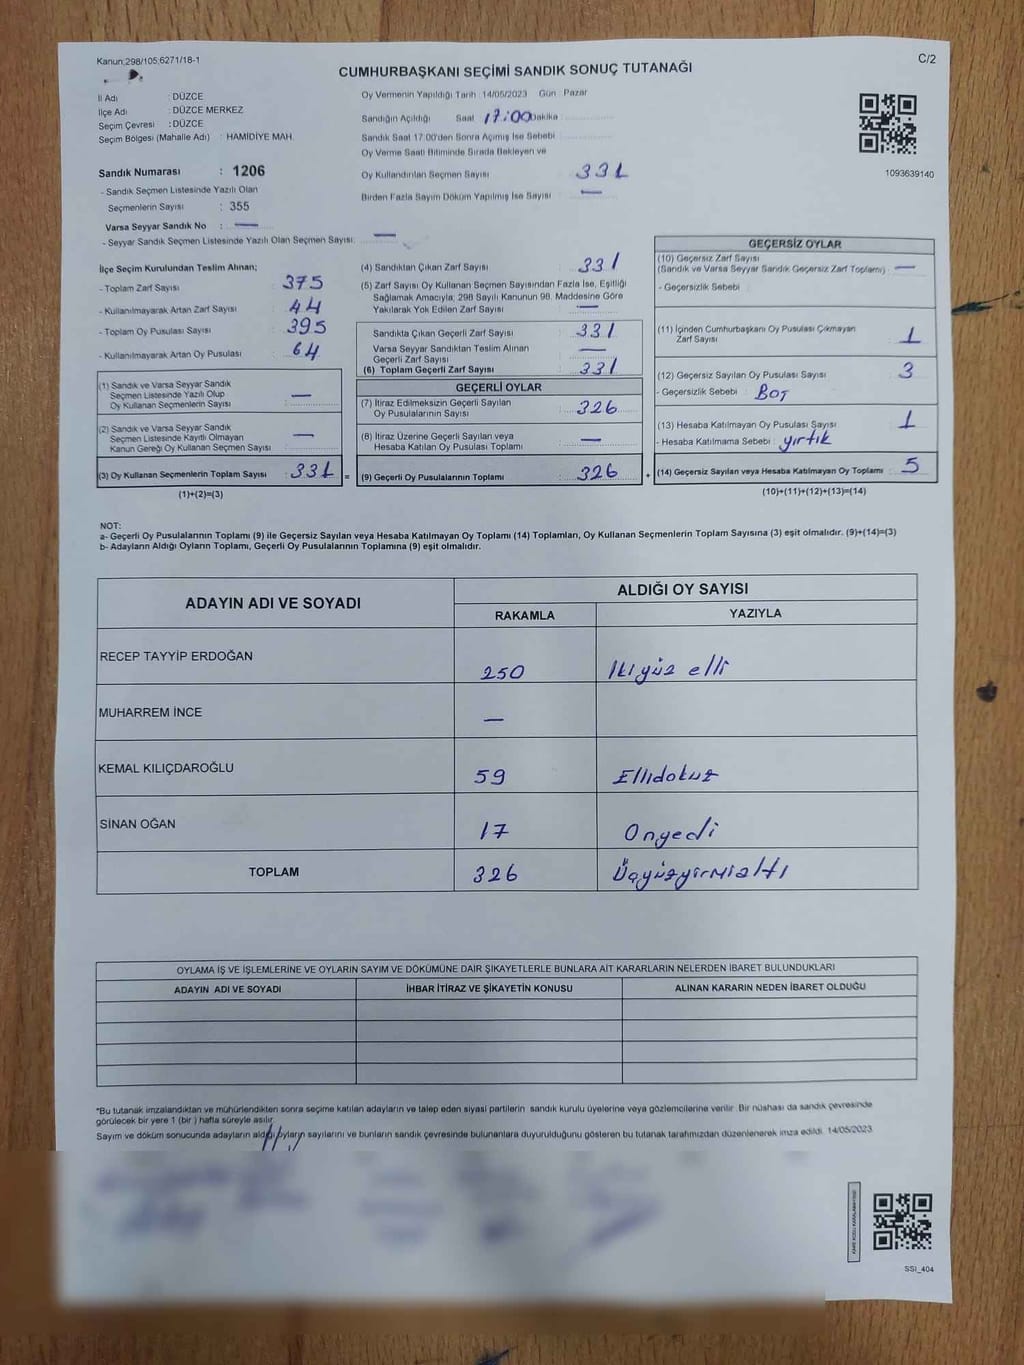 Kanun;298/105;6271/18-1
C/2
CUMHURBAŞKANI SEÇİMİ SANDIK SONUÇ TUTANAĞI
İl Adı : DÜZCE
İlçe Adı : DÜZCE MERKEZ
Seçim Çevresi : DÜZCE
Seçim Bölgesi (Mahalle Adı) : HAMİDİYE MAH.
Sandık Numarası : 1206
- Sandık Seçmen Listesinde Yazılı Olan
Seçmenlerin Sayısı : 355
Varsa Seyyar Sandık No : —
- Seyyar Sandık Seçmen Listesinde Yazılı Olan Seçmen Sayısı: —
Oy Vermenin Yapıldığı Tarih :14/05/2023 Gün : Pazar
Sandığın Açıldığı Saat 17:00 Dakika :
Sandık Saat 17:00'den Sonra Açımış İse Sebebi :
Oy Verme Saati Bitiminde Sırada Bekleyen ve
Oy Kullandırılan Seçmen Sayısı 331
Birden Fazla Sayım Döküm Yapılmış İse Sayısı : —
1093639140
İlçe Seçim Kurulundan Teslim Alınan;
- Toplam Zarf Sayısı : 375
- Kullanılmayarak Artan Zarf Sayısı : 44
- Toplam Oy Pusulası Sayısı : 395
- Kullanılmayarak Artan Oy Pusulası : 64
(1) Sandık ve Varsa Seyyar Sandık
Seçmen Listesinde Yazılı Olup
Oy Kullanan Seçmenlerin Sayısı : —
(2) Sandık ve Varsa Seyyar Sandık
Seçmen Listesinde Kayıtlı Olmayan
Kanun Gereği Oy Kullanan Seçmen Sayısı : —
(3) Oy Kullanan Seçmenlerin Toplam Sayısı : 331 =
(1)+(2)=(3)
(4) Sandıktan Çıkan Zarf Sayısı : 331
(5) Zarf Sayısı Oy Kullanan Seçmen Sayısından Fazla İse, Eşitliği
Sağlamak Amacıyla; 298 Sayılı Kanunun 98. Maddesine Göre
Yakılarak Yok Edilen Zarf Sayısı : —
Sandıkta Çıkan Geçerli Zarf Sayısı : 331
Varsa Seyyar Sandıktan Teslim Alınan
Geçerli Zarf Sayısı : —
(6) Toplam Geçerli Zarf Sayısı : 331
GEÇERLİ OYLAR
(7) İtiraz Edilmeksizin Geçerli Sayılan
Oy Pusulalarının Sayısı : 326
(8) İtiraz Üzerine Geçerli Sayılan veya
Hesaba Katılan Oy Pusulası Toplamı : —
(9) Geçerli Oy Pusulalarının Toplamı : 326 +
GEÇERSİZ OYLAR
(10) Geçersiz Zarf Sayısı
(Sandık ve Varsa Seyyar Sandık Geçersiz Zarf Toplamı) : —
- Geçersizlik Sebebi :
(11) İçinden Cumhurbaşkanı Oy Pusulası Çıkmayan
Zarf Sayısı : 1
(12) Geçersiz Sayılan Oy Pusulası Sayısı : 3
- Geçersizlik Sebebi : BOŞ
(13) Hesaba Katılmayan Oy Pusulası Sayısı : 1
- Hesaba Katılmama Sebebi : yırtık
(14) Geçersiz Sayılan veya Hesaba Katılmayan Oy Toplamı : 5
(10)+(11)+(12)+(13)=(14)
NOT:
a- Geçerli Oy Pusulalarının Toplamı (9) ile Geçersiz Sayılan veya Hesaba Katılmayan Oy Toplamı (14) Toplamları, Oy Kullanan Seçmenlerin Toplam Sayısına (3) eşit olmalıdır. (9)+(14)=(3)
b- Adayların Aldığı Oyların Toplamı, Geçerli Oy Pusulalarının Toplamına (9) eşit olmalıdır.
ADAYIN ADI VE SOYADI
ALDIĞI OY SAYISI
RAKAMLA YAZIYLA
RECEP TAYYİP ERDOĞAN 250 İkiyüz elli
MUHARREM İNCE —
KEMAL KILIÇDAROĞLU 59 Ellidokuz
SİNAN OĞAN 17 Onyedi
TOPLAM 326 Üçyüzyirmialtı
OYLAMA İŞ VE İŞLEMLERİNE VE OYLARIN SAYIM VE DÖKÜMÜNE DAİR ŞİKAYETLERLE BUNLARA AİT KARARLARIN NELERDEN İBARET BULUNDUKLARI
ADAYIN ADI VE SOYADI İHBAR İTİRAZ VE ŞİKAYETİN KONUSU ALINAN KARARIN NEDEN İBARET OLDUĞU
*Bu tutanak imzalandıktan ve mühürlendikten sonra seçime katılan adayların ve talep eden siyasi partilerin sandık kurulu üyelerine veya gözlemcilerine verilir. Bir nüshası da sandık çevresinde
görülecek bir yere 1 (bir ) hafta süreyle asılır.
Sayım ve döküm sonucunda adayların aldığı oyların sayılarını ve bunların sandık çevresinde bulunanlara duyurulduğunu gösteren bu tutanak tarafımızdan düzenlenerek imza edildi. 14/05/2023
SSI_404